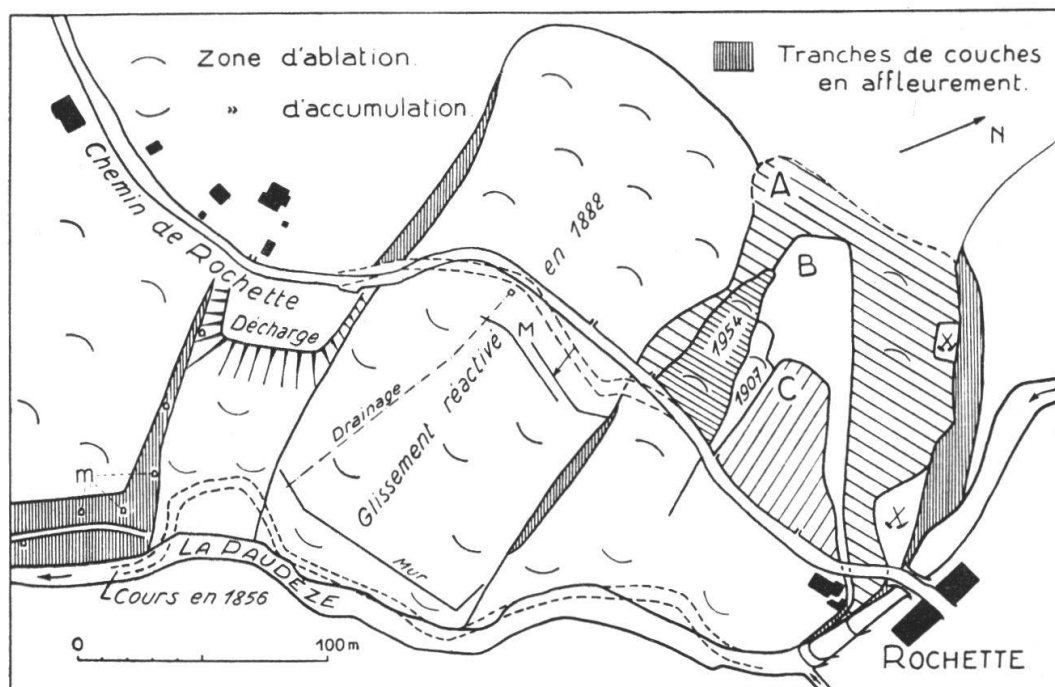 Zone d'ablation.
» d'accumulation.
Tranches de couches
en affleurement.
N
Chemin de Rochette
Décharge
Drainage
Glissement réactivé en 1882
M
A
B
C
1954
1907
m
Mur
LA PAUDÈZE
Cours en 1856
0 100 m
ROCHETTE